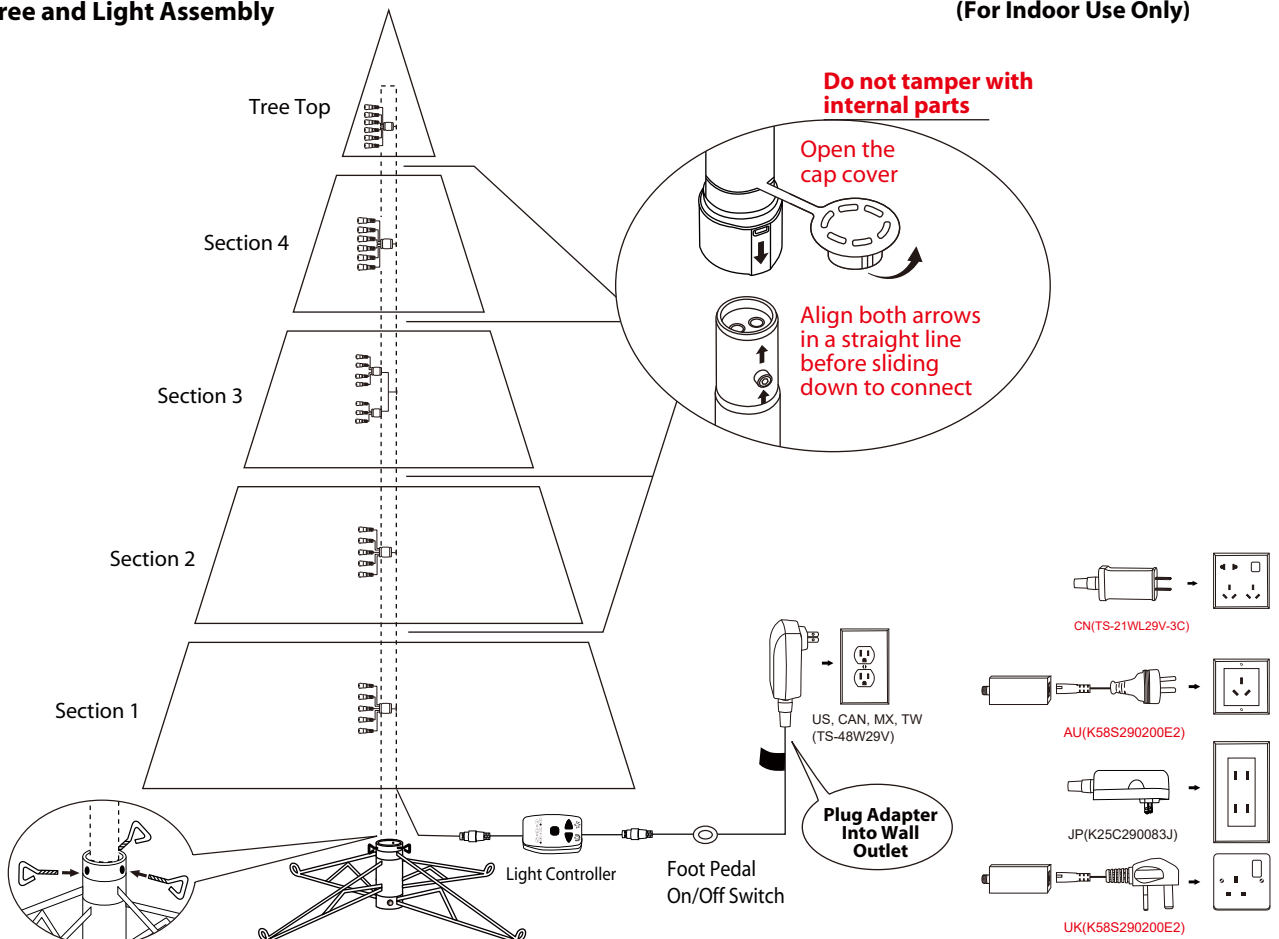 ree and Light Assembly
(For Indoor Use Only)
Tree Top
Section 4
Section 3
Section 2
Section 1
Do not tamper with
internal parts
Open the
cap cover
Align both arrows
in a straight line
before sliding
down to connect
US, CAN, MX, TW
(TS-48W29V)
Plug Adapter
Into Wall
Outlet
Light Controller
Foot Pedal
On/Off Switch
CN(TS-21WL29V-3C)
AU(K58S290200E2)
JP(K25C290083J)
UK(K58S290200E2)